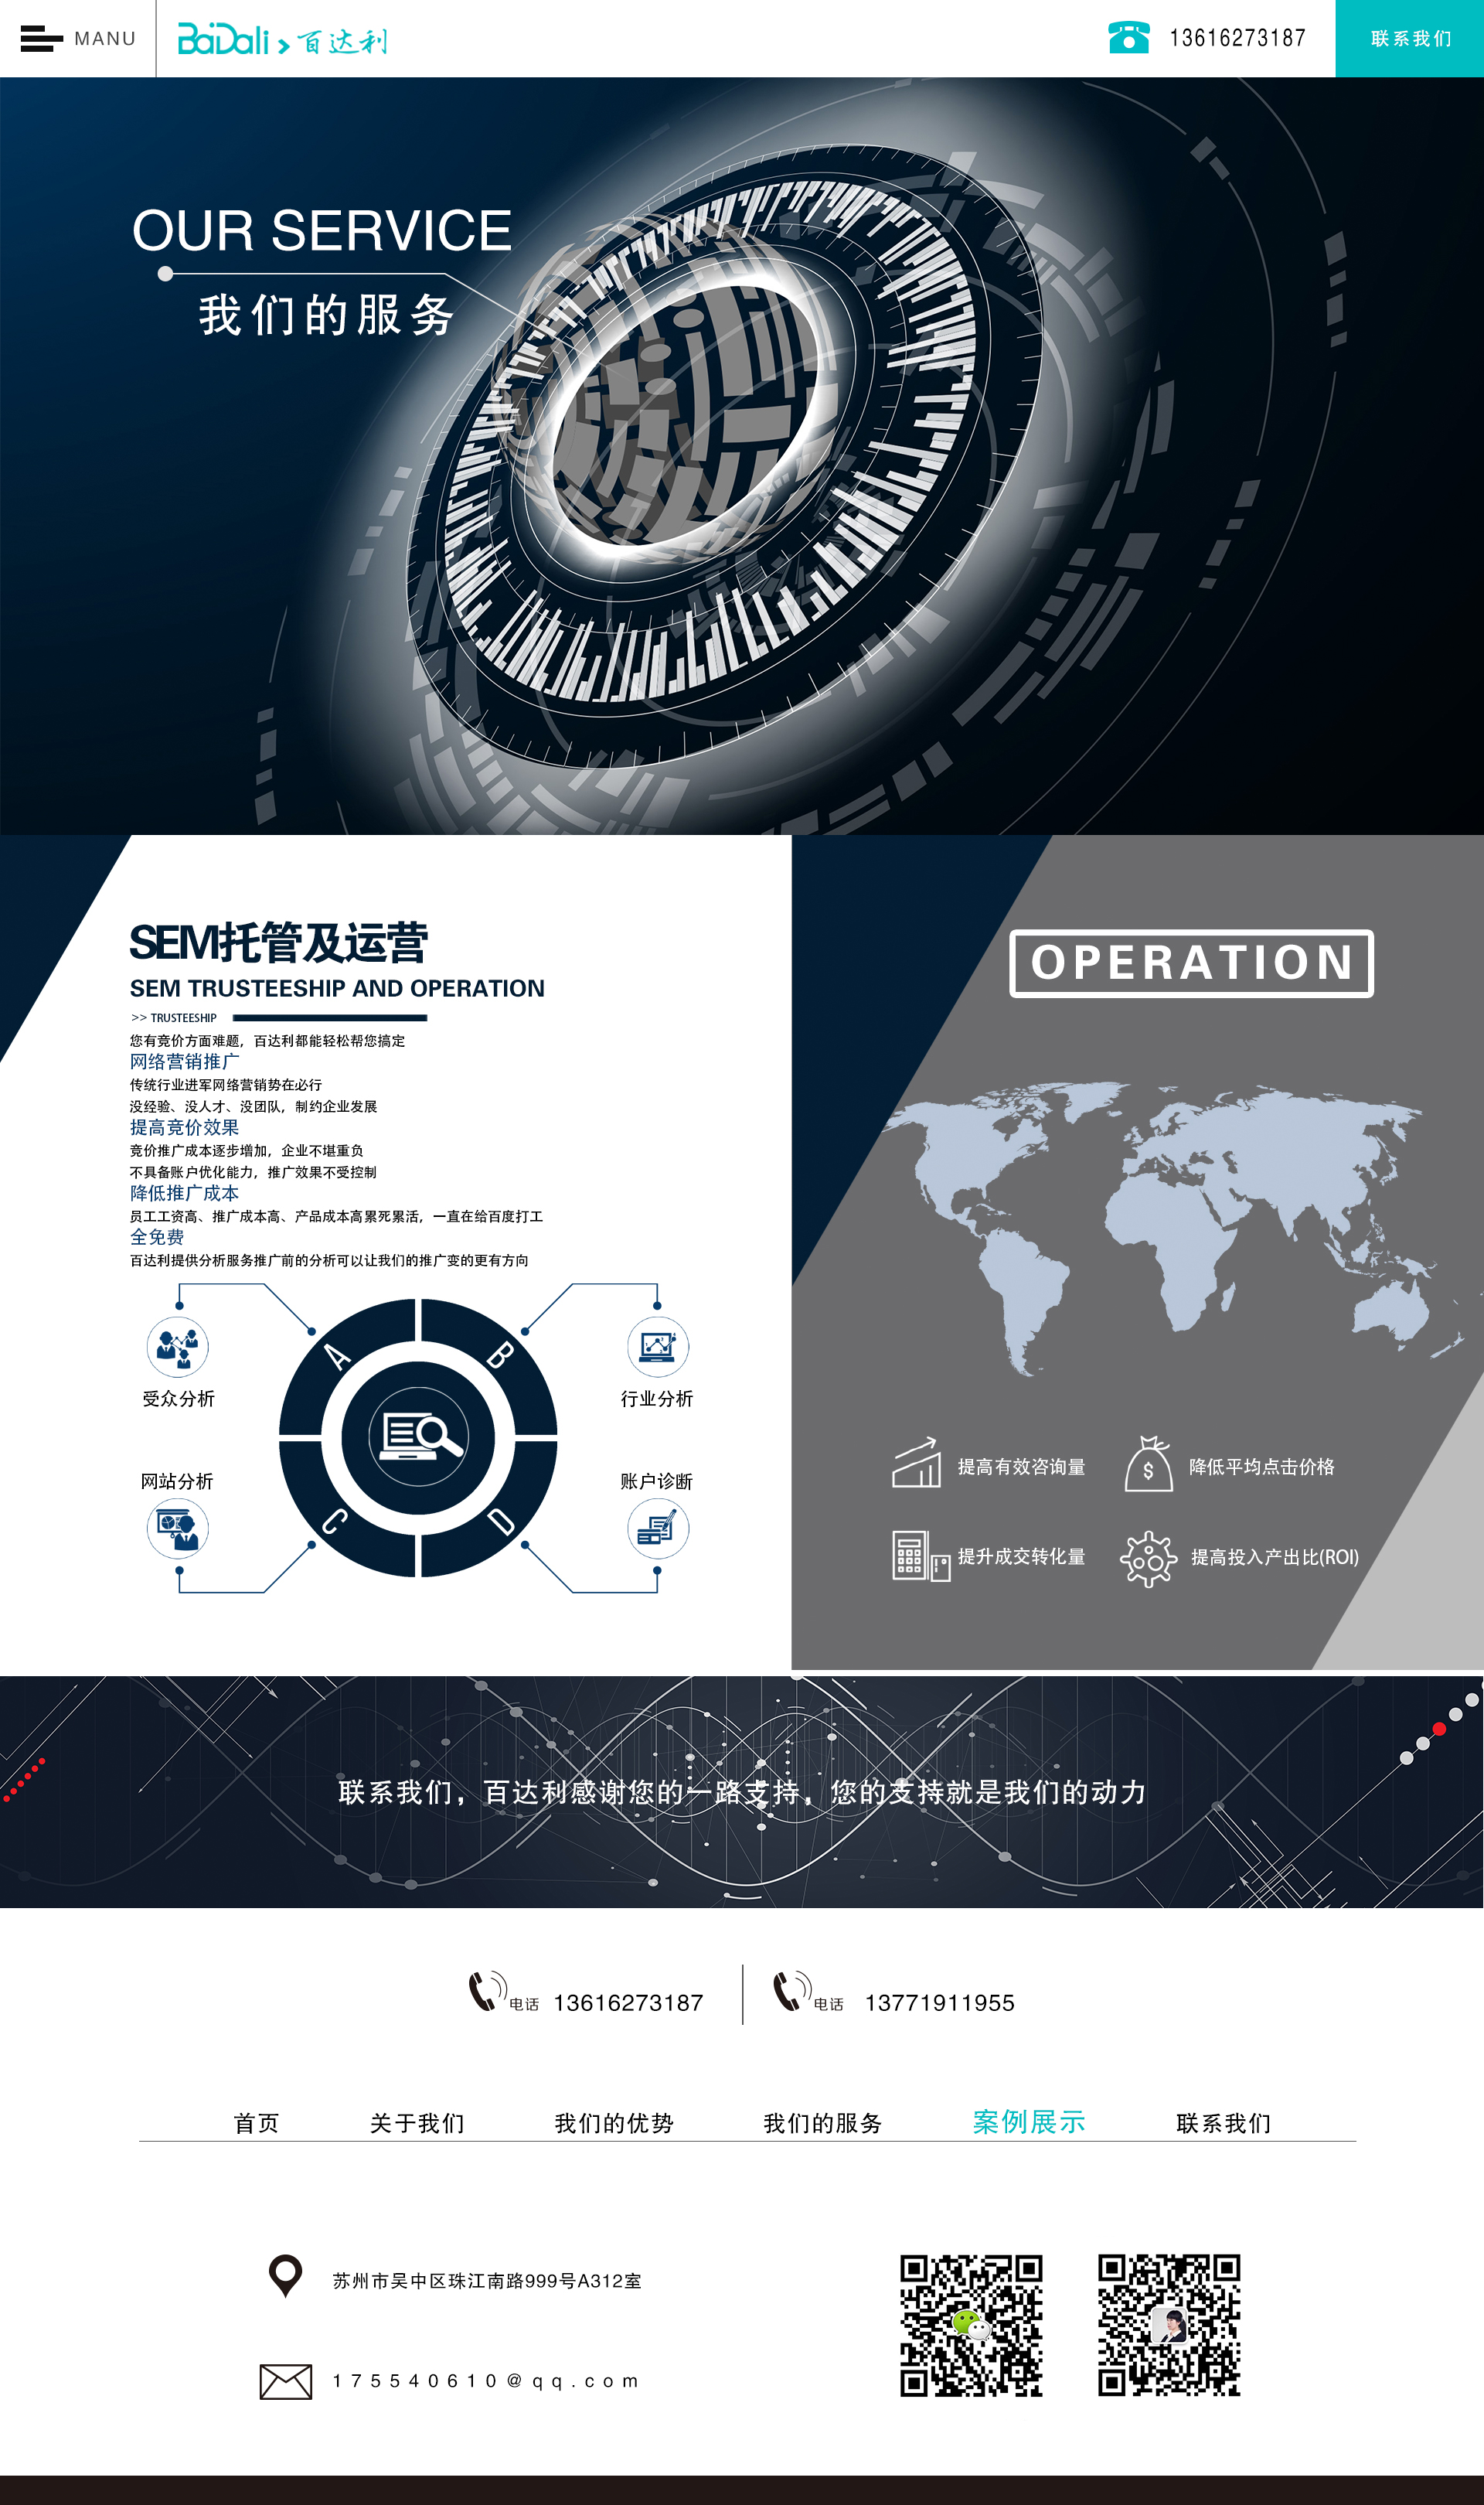 MANU
BaiDali
百达利
13616273187
联系我们
OUR SERVICE
我们的服务
SEM托管及运营
SEM TRUSTEESHIP AND OPERATION
>> TRUSTEESHIP
您有竞价方面难题，百达利都能轻松帮您搞定
网络营销推广
传统行业进军网络营销势在必行
没经验、没人才、没团队，制约企业发展
提高竞价效果
竞价推广成本逐步增加，企业不堪重负
不具备账户优化能力，推广效果不受控制
降低推广成本
员工工资高、推广成本高、产品成本高累死累活，一直在给百度打工
全免费
百达利提供分析服务推广前的分析可以让我们的推广变的更有方向
A
B
受众分析
行业分析
网站分析
账户诊断
C
D
OPERATION
提高有效咨询量
$
降低平均点击价格
提升成交转化量
提高投入产出比(ROI)
联系我们，百达利感谢您的一路支持，您的支持就是我们的动力
电话 13616273187
电话 13771911955
首页 关于我们 我们的优势 我们的服务 案例展示 联系我们
苏州市吴中区珠江南路999号A312室
175540610@qq.com